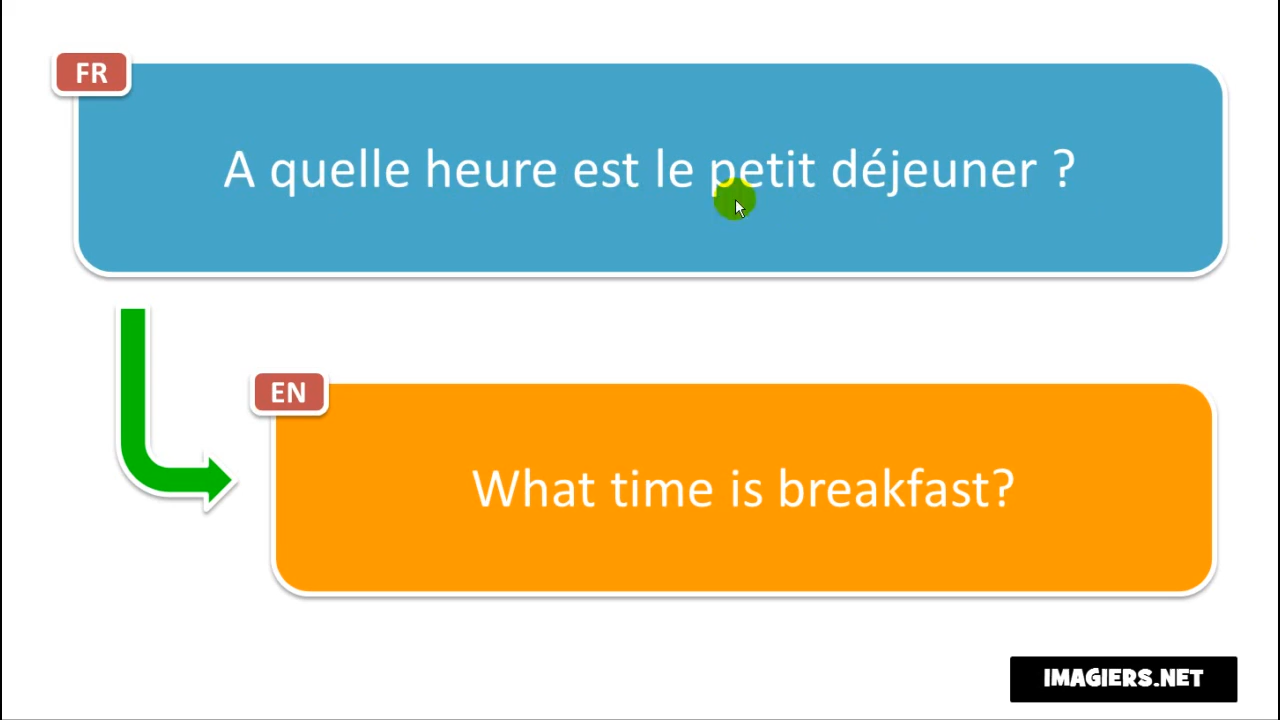 FR
A quelle heure est le petit déjeuner ?
EN
What time is breakfast?
IMAGIERS.NET